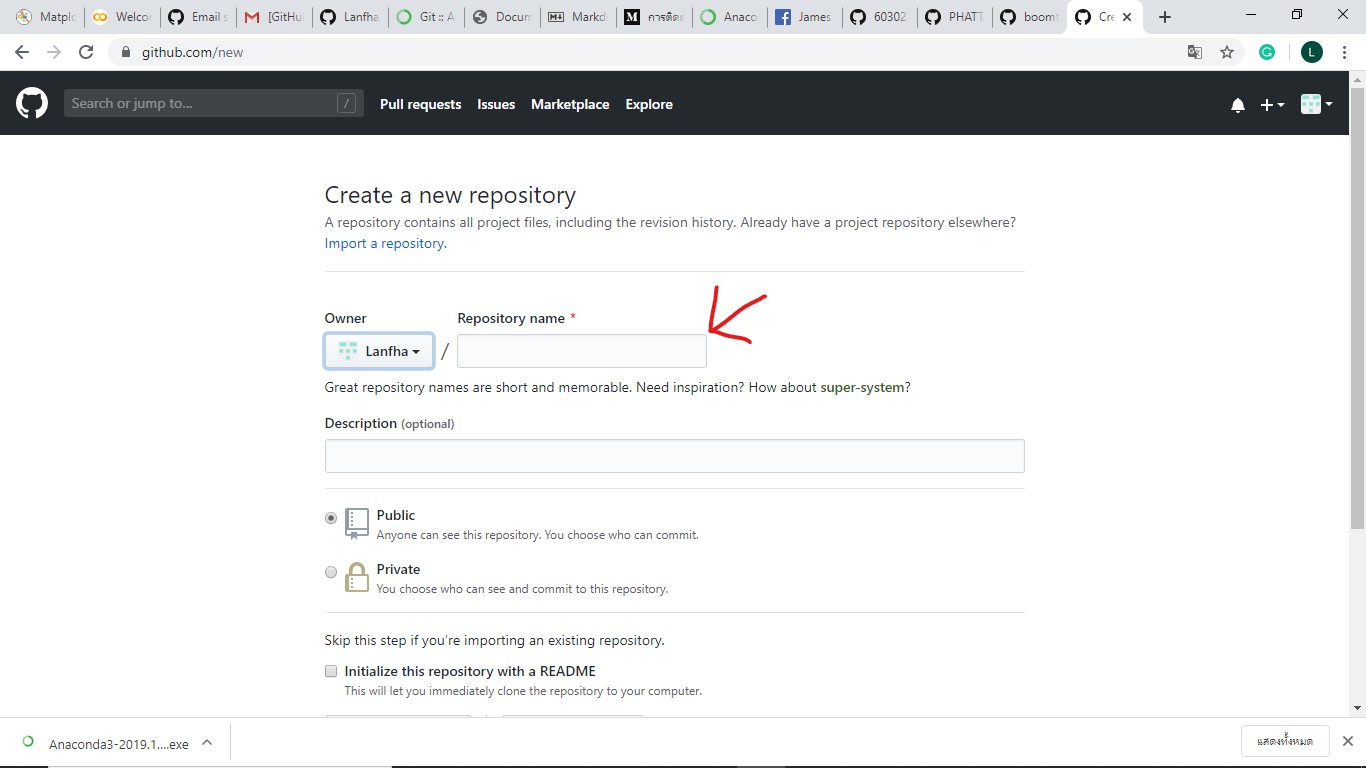 Matpl
Welco
Email s
[GitHu
Lanfha
Git :: A
Docum
Markd
การติดต
Anaco
James
60302
PHATT
boomt
Cre
github.com/new
L
Search or jump to... /
Pull requests Issues Marketplace Explore
Create a new repository
A repository contains all project files, including the revision history. Already have a project repository elsewhere?
Import a repository.
Owner Repository name *
Lanfha /
Great repository names are short and memorable. Need inspiration? How about super-system?
Description (optional)
Public
Anyone can see this repository. You choose who can commit.
Private
You choose who can see and commit to this repository.
Skip this step if you're importing an existing repository.
Initialize this repository with a README
This will let you immediately clone the repository to your computer.
Anaconda3-2019.1....exe
แสดงทั้งหมด